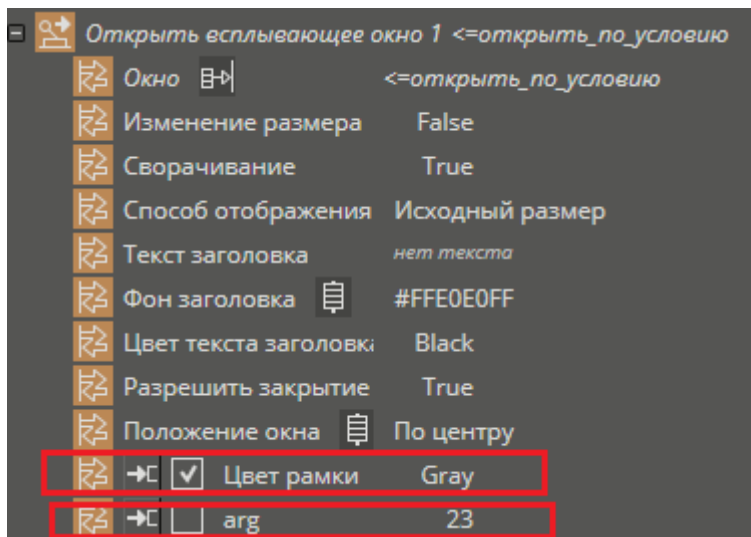 Открыть всплывающее окно 1 <=открыть_по_условию
Окно <=открыть_по_условию
Изменение размера False
Сворачивание True
Способ отображения Исходный размер
Текст заголовка нет текста
Фон заголовка #FFE0E0FF
Цвет текста заголовка Black
Разрешить закрытие True
Положение окна По центру
Цвет рамки Gray
arg 23